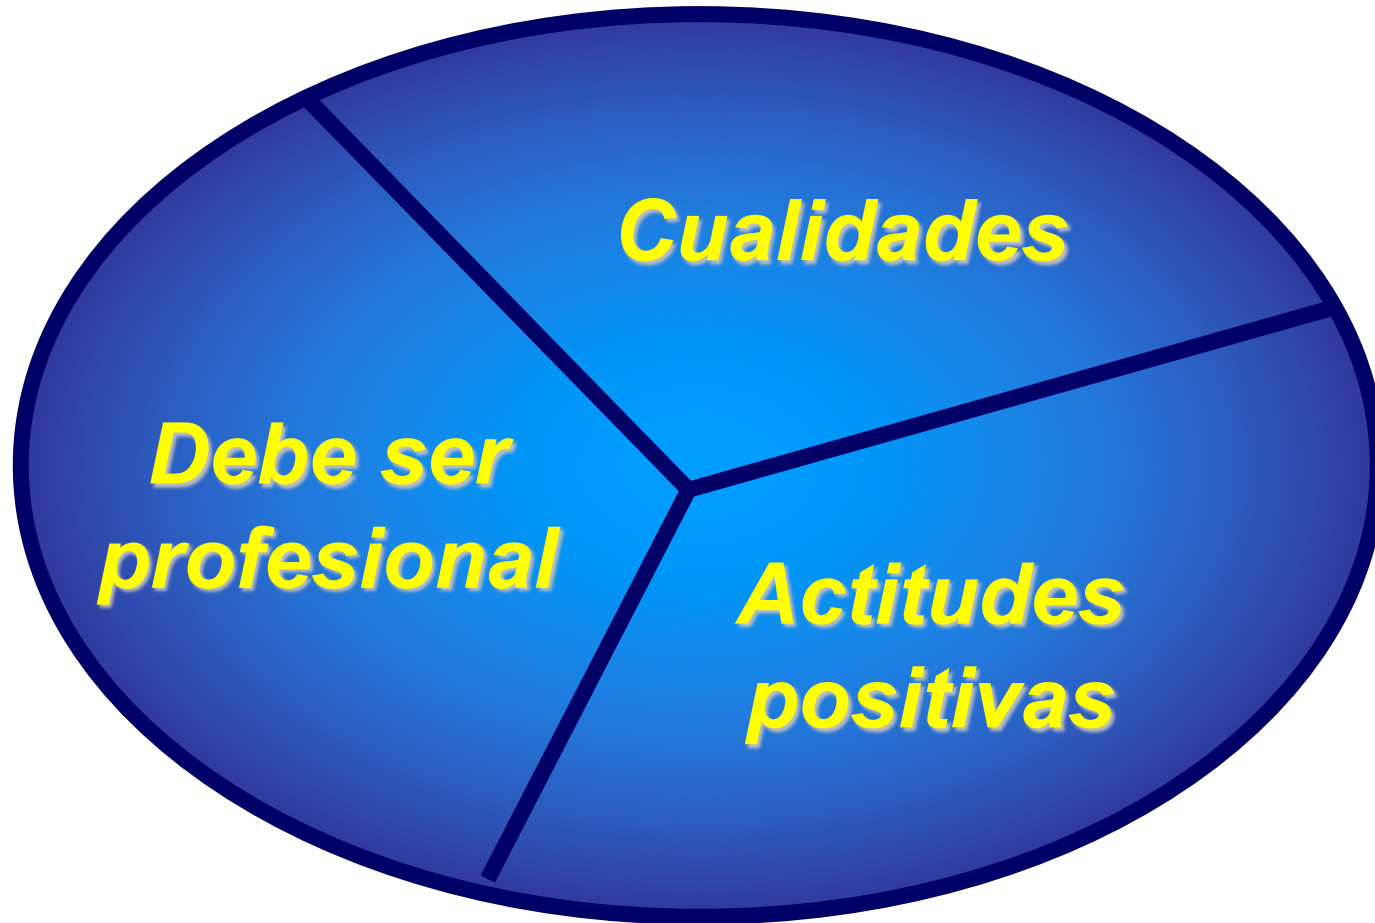 Cualidades
Debe ser
profesional
Actitudes
positivas